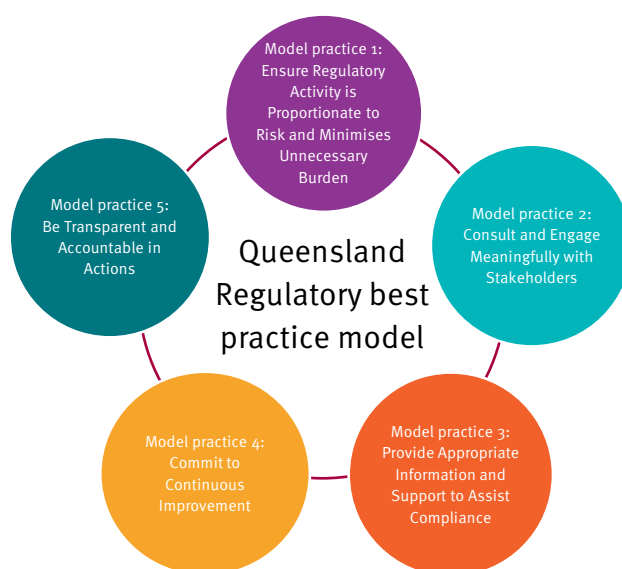 Model practice 1:
Ensure Regulatory
Activity is
Proportionate to
Risk and Minimises
Unnecessary
Burden
Model practice 2:
Consult and Engage
Meaningfully with
Stakeholders
Model practice 3:
Provide Appropriate
Information and
Support to Assist
Compliance
Model practice 4:
Commit to
Continuous
Improvement
Model practice 5:
Be Transparent and
Accountable in
Actions
Queensland
Regulatory best
practice model